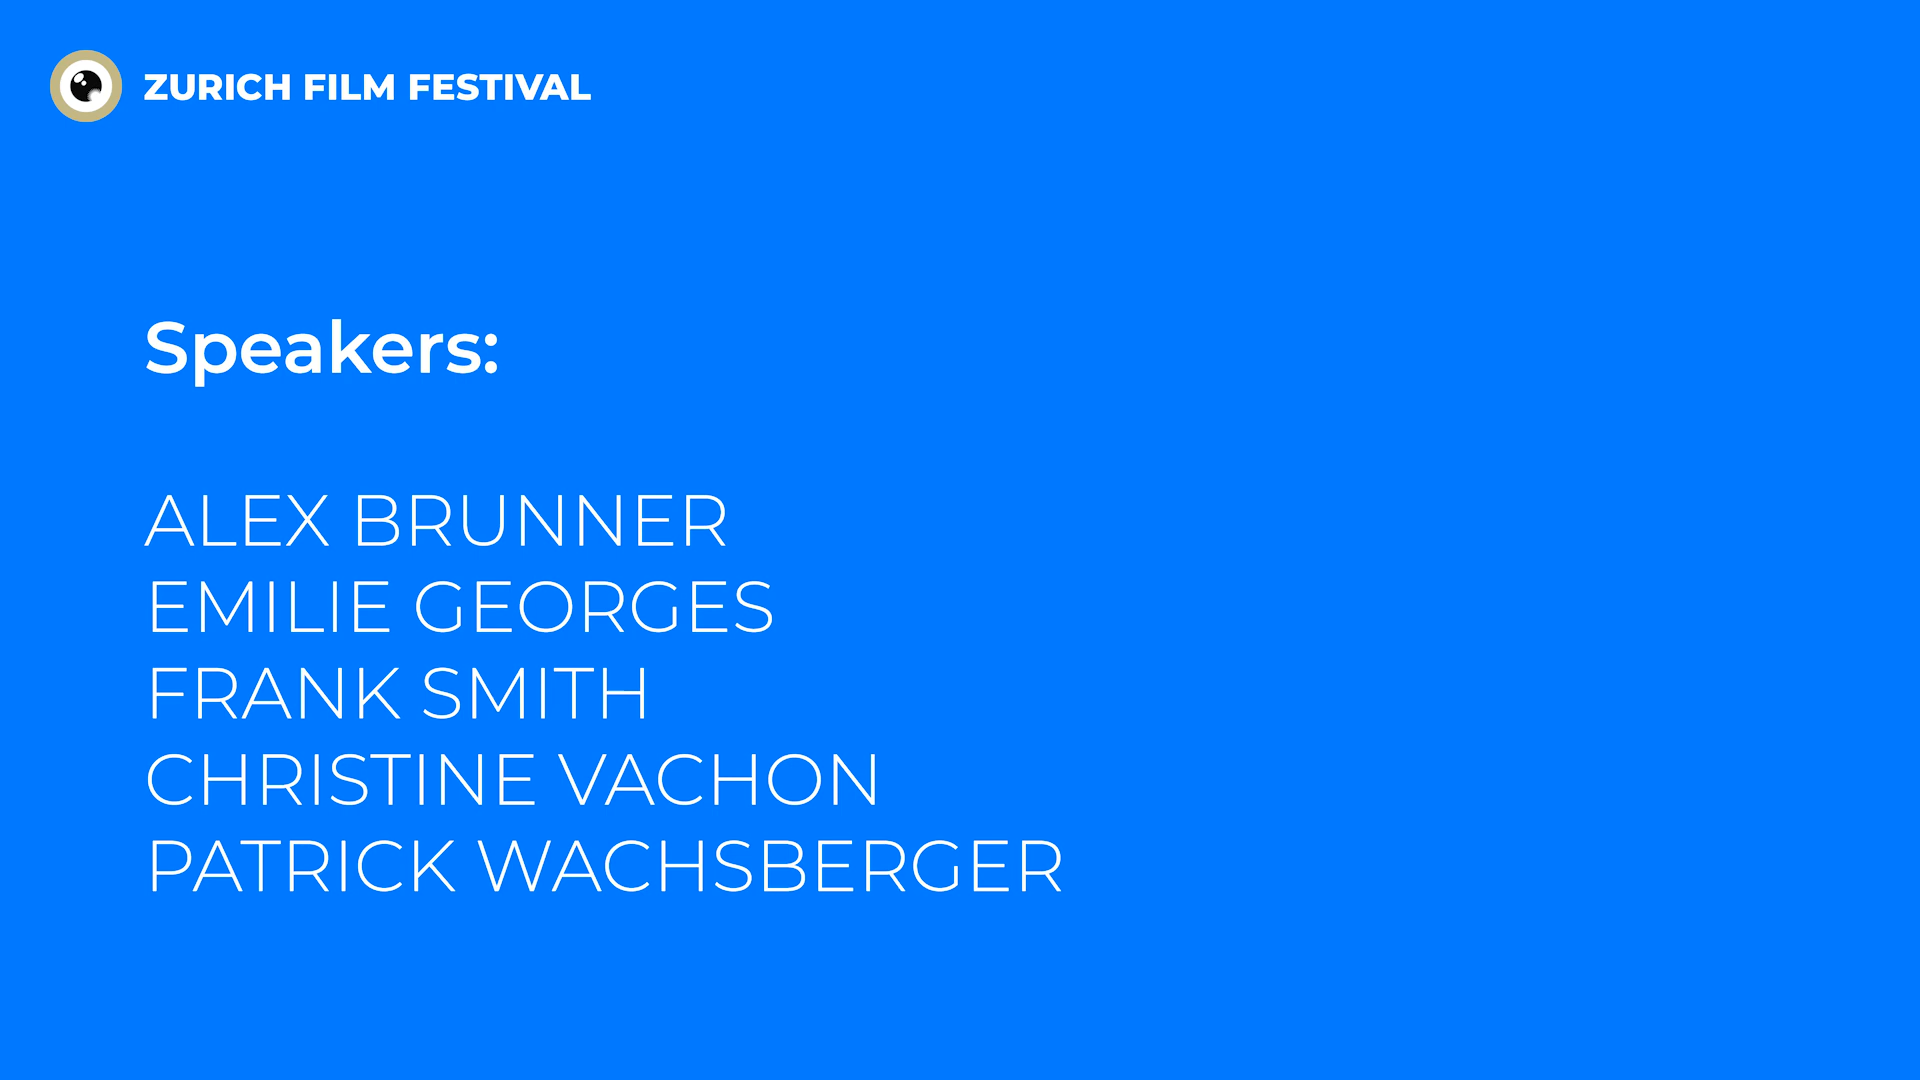 ZURICH FILM FESTIVAL
Speakers:
ALEX BRUNNER
EMILIE GEORGES
FRANK SMITH
CHRISTINE VACHON
PATRICK WACHSBERGER